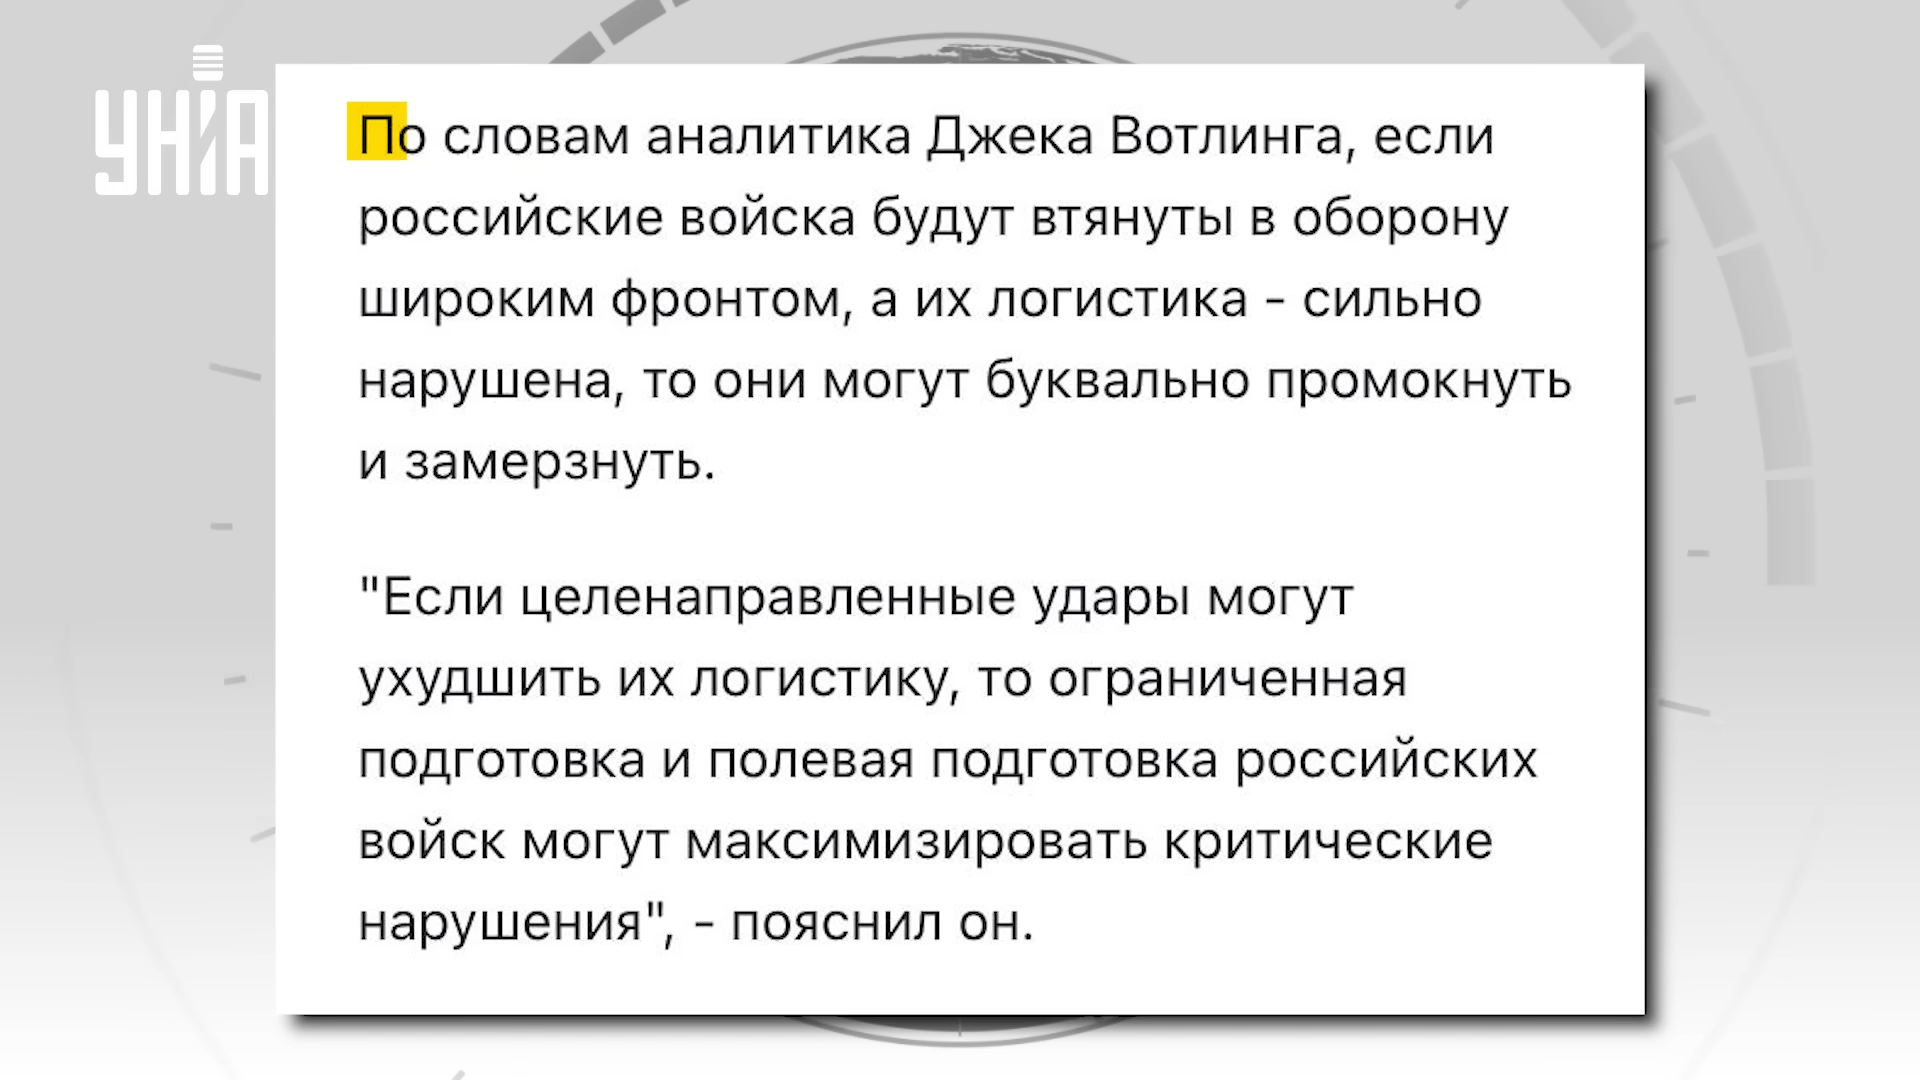 УНІА
По словам аналитика Джека Вотлинга, если
российские войска будут втянуты в оборону
широким фронтом, а их логистика - сильно
нарушена, то они могут буквально промокнуть
и замерзнуть.
"Если целенаправленные удары могут
ухудшить их логистику, то ограниченная
подготовка и полевая подготовка российских
войск могут максимизировать критические
нарушения", - пояснил он.